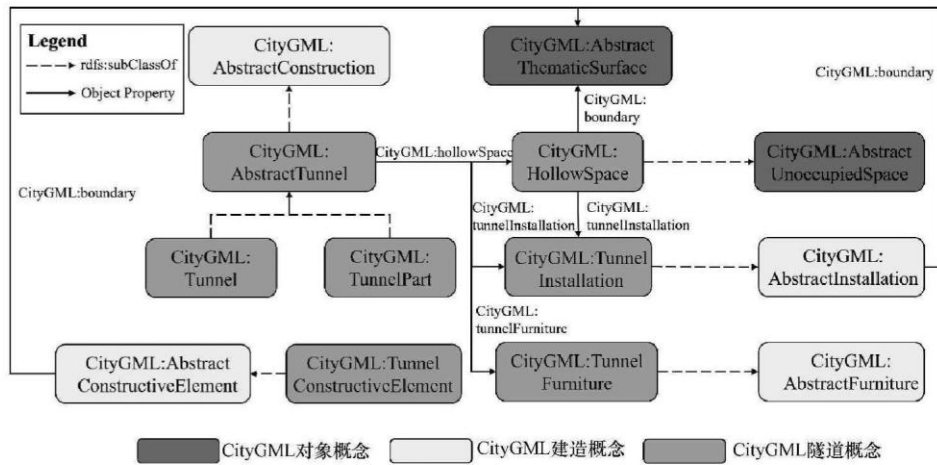 Legend
rdfs:subClassOf
Object Property
CityGML:
AbstractConstruction
CityGML:Abstract
ThematicSurface
CityGML:boundary
CityGML:
boundary
CityGML:
AbstractTunnel
CityGML:hollowSpace
CityGML:
HollowSpace
CityGML:Abstract
UnoccupiedSpace
CityGML:boundary
CityGML:
tunnelInstallation
CityGML:
tunnelInstallation
CityGML:
Tunnel
CityGML:
TunnelPart
CityGML:Tunnel
Installation
CityGML:
AbstractInstallation
CityGML:
tunnelFurniture
CityGML:Abstract
ConstructiveElement
CityGML:Tunnel
ConstructiveElement
CityGML:Tunnel
Furniture
CityGML:
AbstractFurniture
CityGML对象概念
CityGML建造概念
CityGML隧道概念